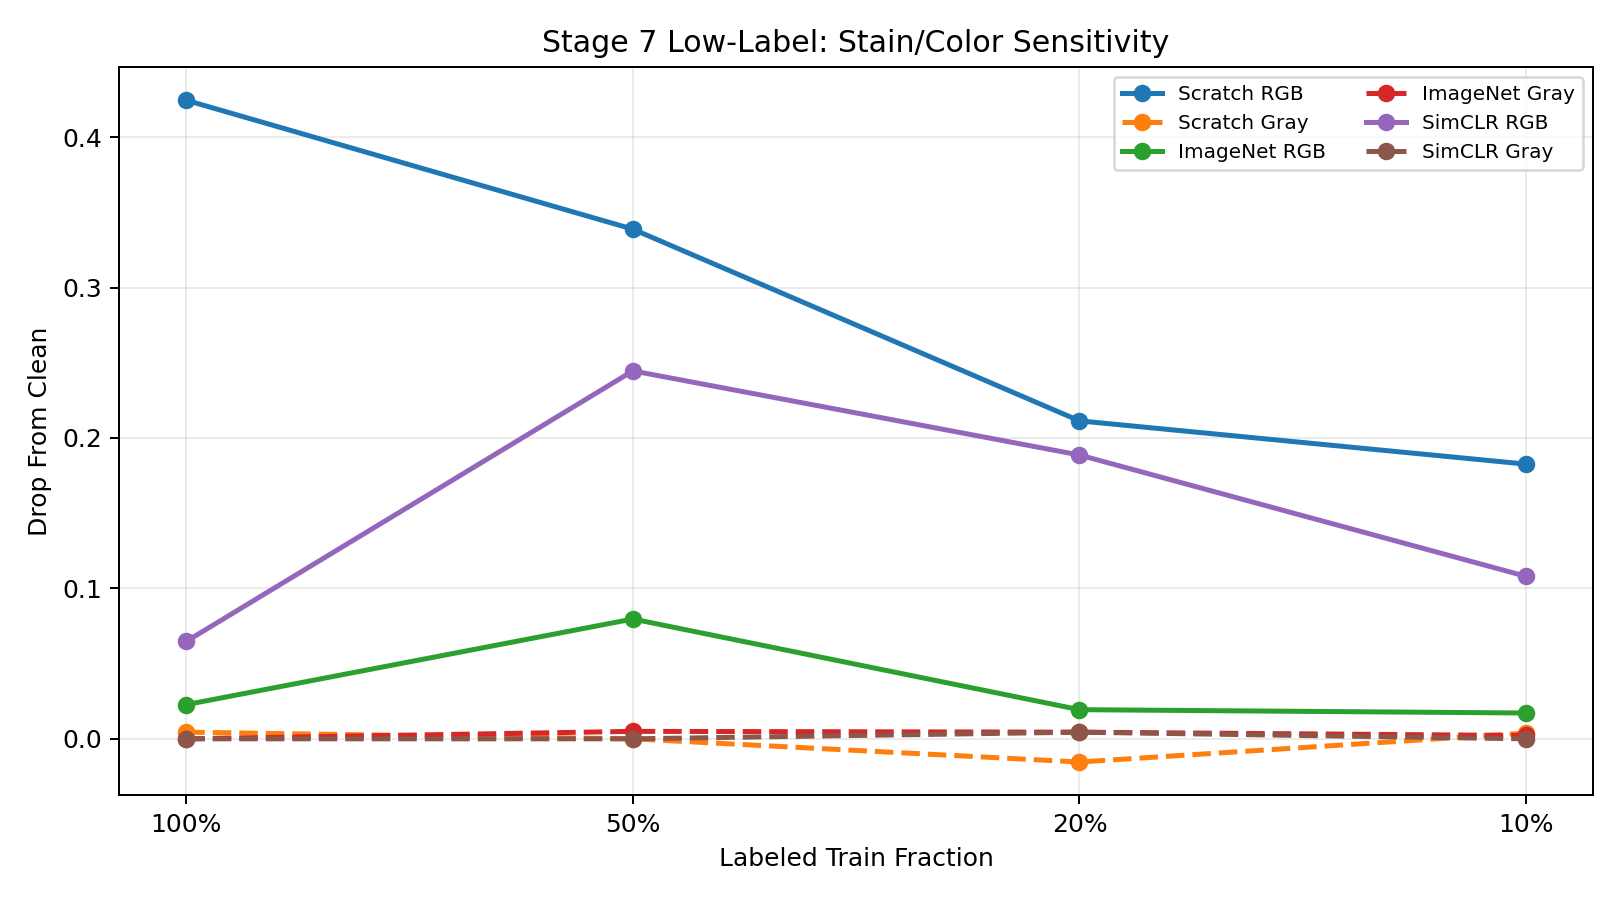 Stage 7 Low-Label: Stain/Color Sensitivity
Scratch RGB
Scratch Gray
ImageNet RGB
ImageNet Gray
SimCLR RGB
SimCLR Gray
Drop From Clean
0.4
0.3
0.2
0.1
0.0
100%
50%
20%
10%
Labeled Train Fraction